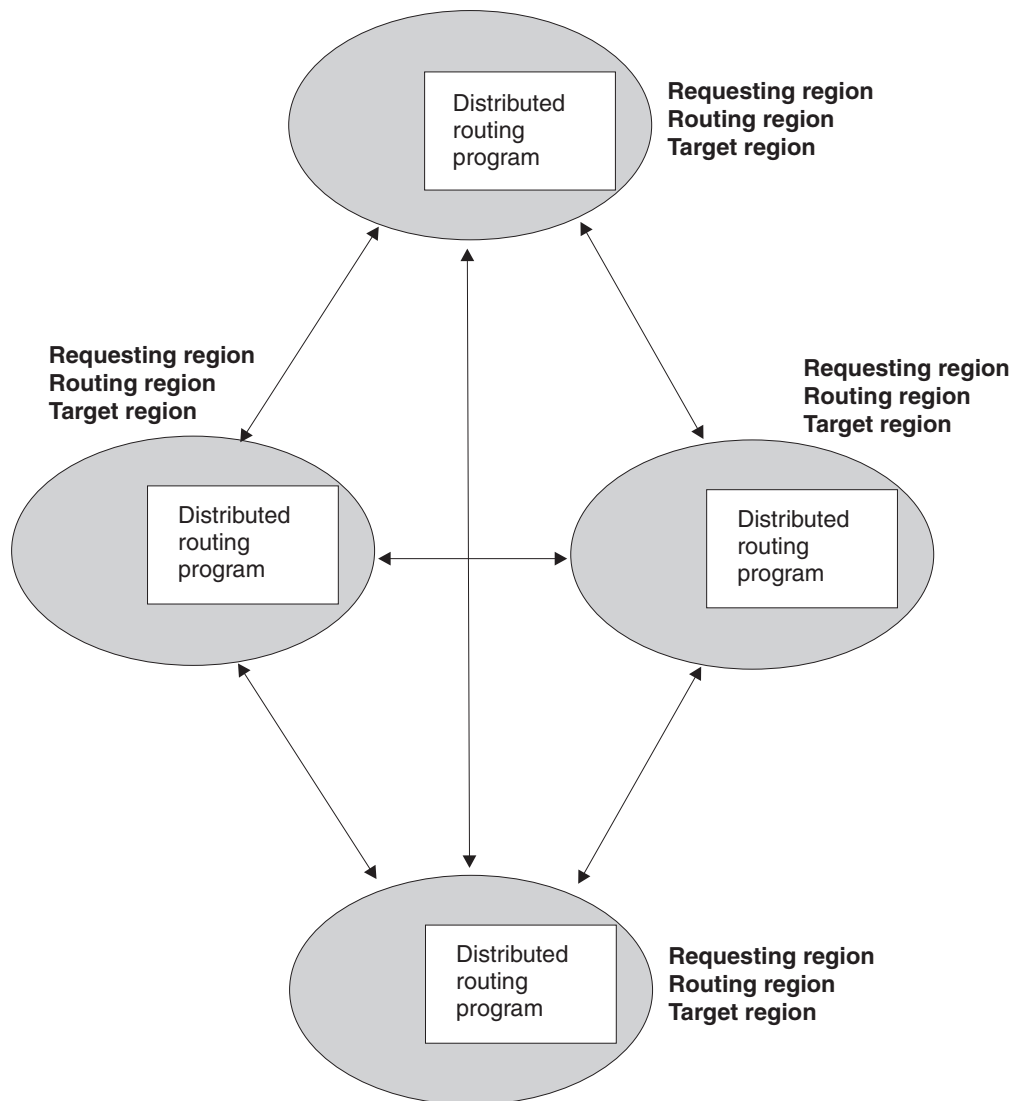 Distributed
routing
program
Requesting region
Routing region
Target region
Requesting region
Routing region
Target region
Requesting region
Routing region
Target region
Distributed
routing
program
Distributed
routing
program
Distributed
routing
program
Requesting region
Routing region
Target region